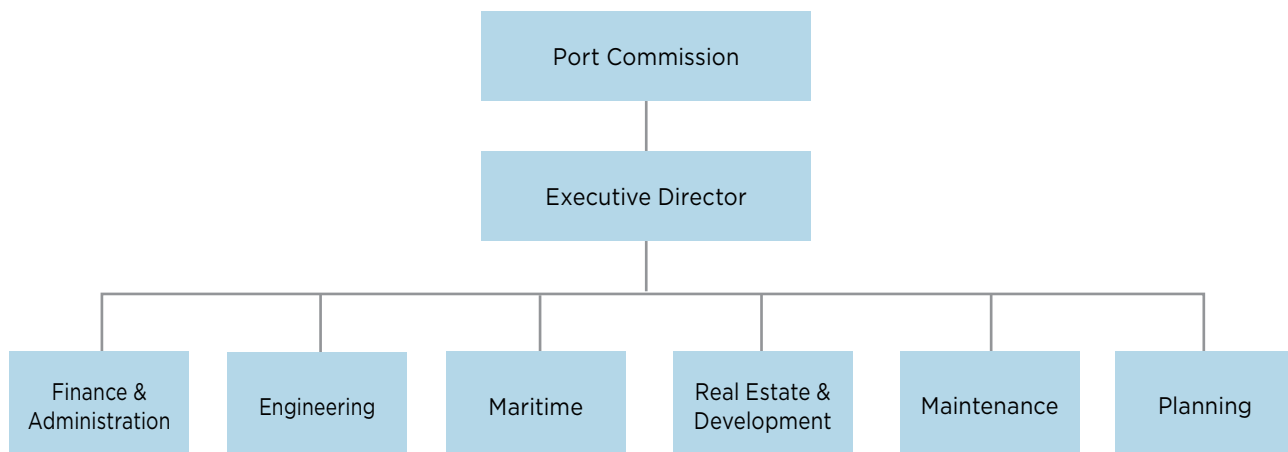 Port Commission
Executive Director
Finance &
Administration
Engineering
Maritime
Real Estate &
Development
Maintenance
Planning